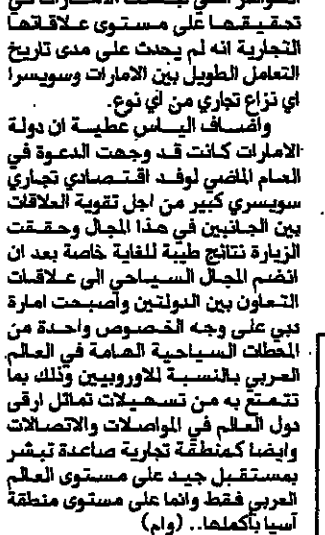 تحقيقها على مستوى علاقاتها
التجارية انه لم يحدث على مدى تاريخ
التعامل الطويل بين الامارات وسويسرا
اي نزاع تجاري من اي نوع.
واضاف الياس عطية ان دولة
الامارات كانت قد وجهت الدعوة في
العام الماضي لوفد اقتصادي تجاري
سويسري كبير من اجل تقوية العلاقات
بين الجانبين في هذا المجال وحققت
الزيارة نتائج طيبة للغاية خاصة بعد ان
انضم المجال السياحي الى علاقات
التعاون بين الدولتين واصبحت امارة
دبي على وجه الخصوص واحدة من
المحطات السياحية الهامة في العالم
العربي بالنسبة للاوروبيين وذلك بما
تتمتع به من تسهيلات تماثل ارقى
دول العالم في المواصلات والاتصالات
وايضا كمنطقة تجارية صاعدة تبشر
بمستقبل جيد على مستوى العالم
العربي فقط وانما على مستوى منطقة
آسيا بأكملها.. (وام)